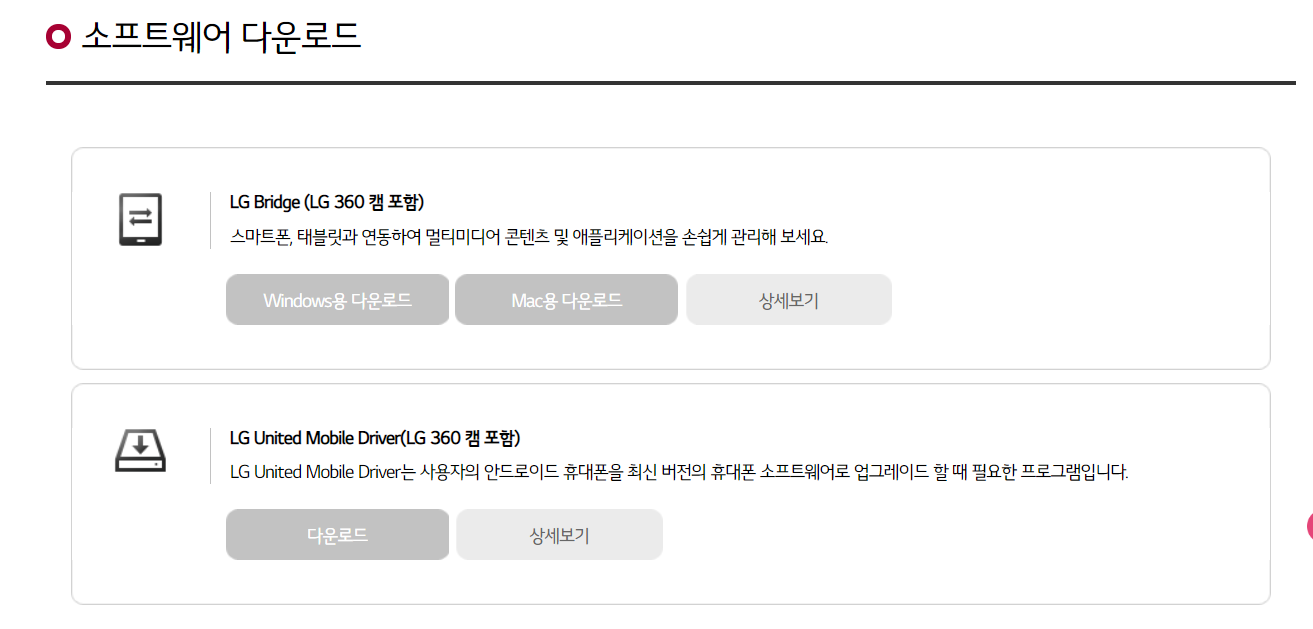 소프트웨어 다운로드
LG Bridge (LG 360 캠 포함)
스마트폰, 태블릿과 연동하여 멀티미디어 콘텐츠 및 애플리케이션을 손쉽게 관리해 보세요.
Windows용 다운로드 Mac용 다운로드 상세보기
LG United Mobile Driver(LG 360 캠 포함)
LG United Mobile Driver는 사용자의 안드로이드 휴대폰을 최신 버전의 휴대폰 소프트웨어로 업그레이드 할 때 필요한 프로그램입니다.
다운로드 상세보기